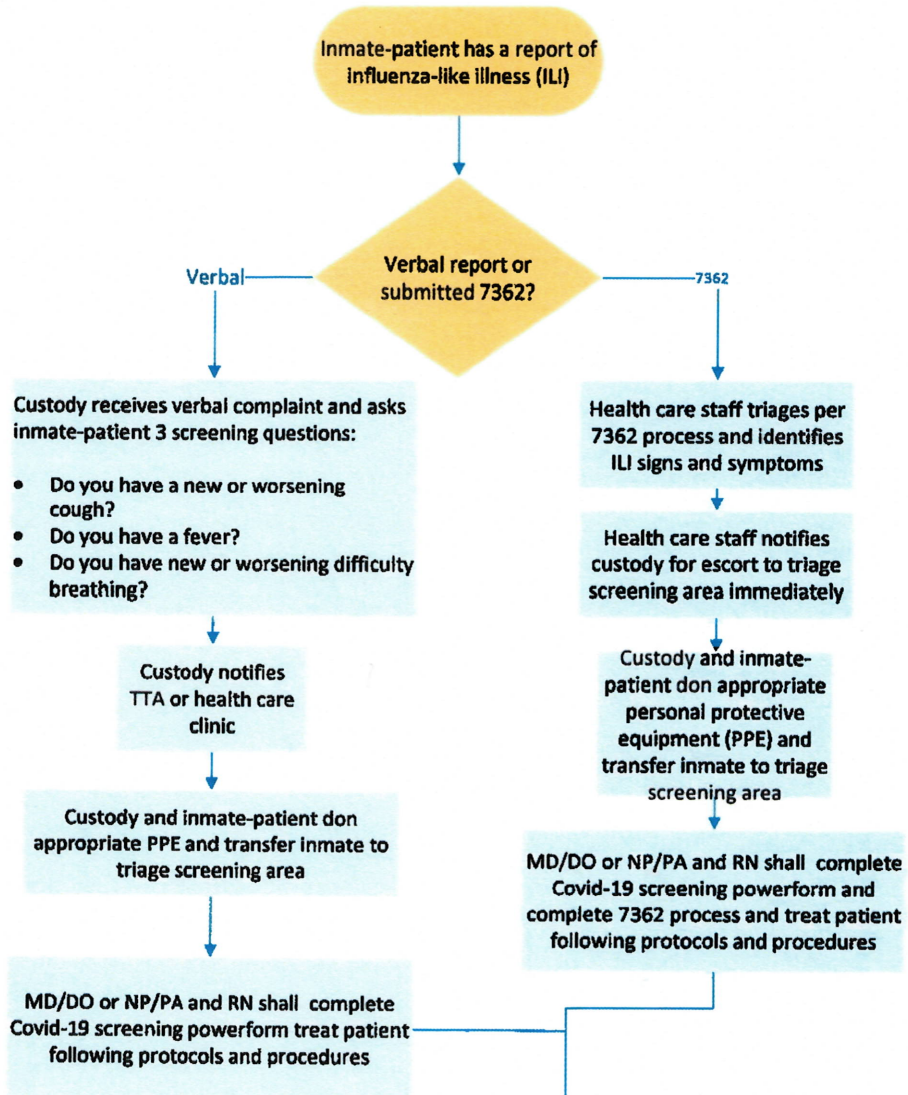 Inmate-patient has a report of
influenza-like illness (ILI)
Verbal report or
submitted 7362?
Verbal
7362
Custody receives verbal complaint and asks
inmate-patient 3 screening questions:
• Do you have a new or worsening
cough?
• Do you have a fever?
• Do you have new or worsening difficulty
breathing?
Custody notifies
TTA or health care
clinic
Custody and inmate-patient don
appropriate PPE and transfer inmate to
triage screening area
MD/DO or NP/PA and RN shall complete
Covid-19 screening powerform treat patient
following protocols and procedures
Health care staff triages per
7362 process and identifies
ILI signs and symptoms
Health care staff notifies
custody for escort to triage
screening area immediately
Custody and inmate-
patient don appropriate
personal protective
equipment (PPE) and
transfer inmate to triage
screening area
MD/DO or NP/PA and RN shall complete
Covid-19 screening powerform and
complete 7362 process and treat patient
following protocols and procedures